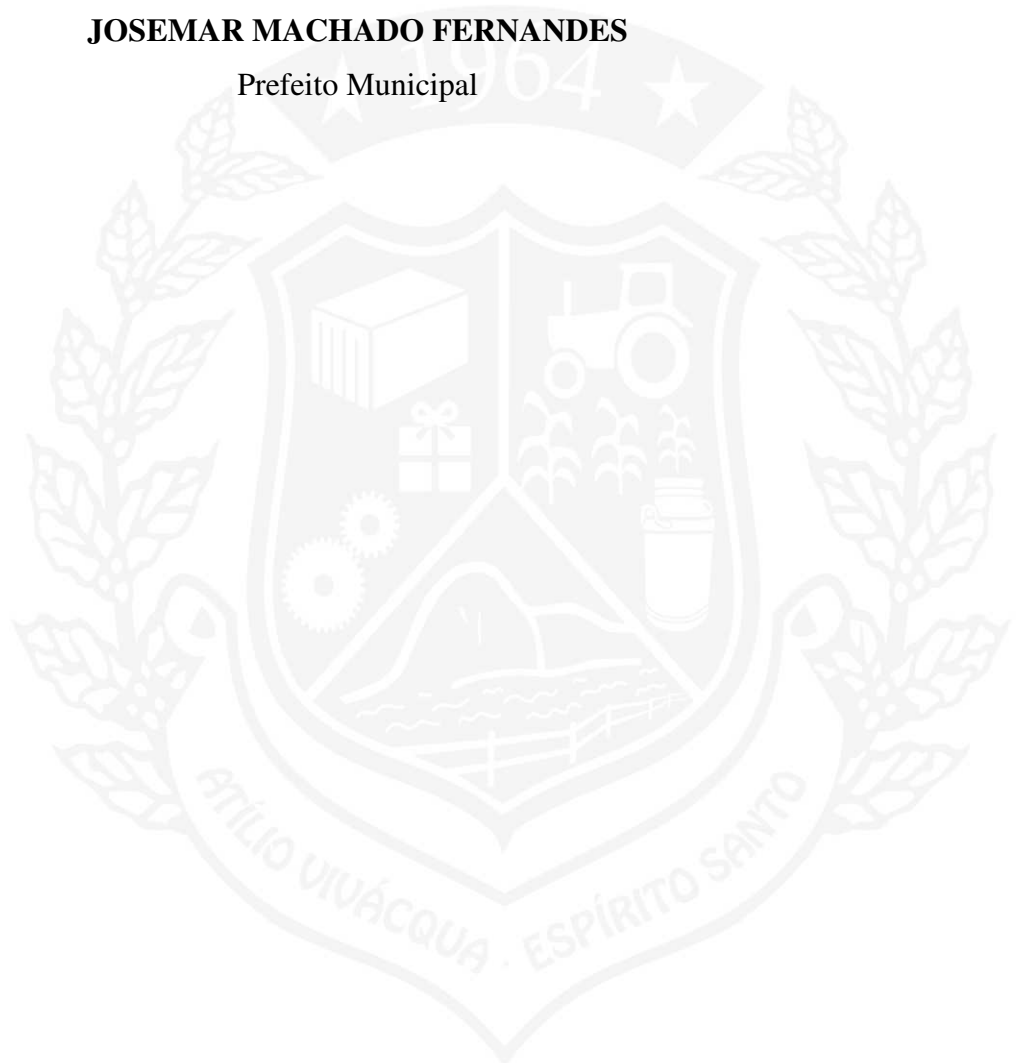 JOSEMAR MACHADO FERNANDES
Prefeito Municipal
1964
ATÍLIO VIVÁCQUA · ESPÍRITO SANTO